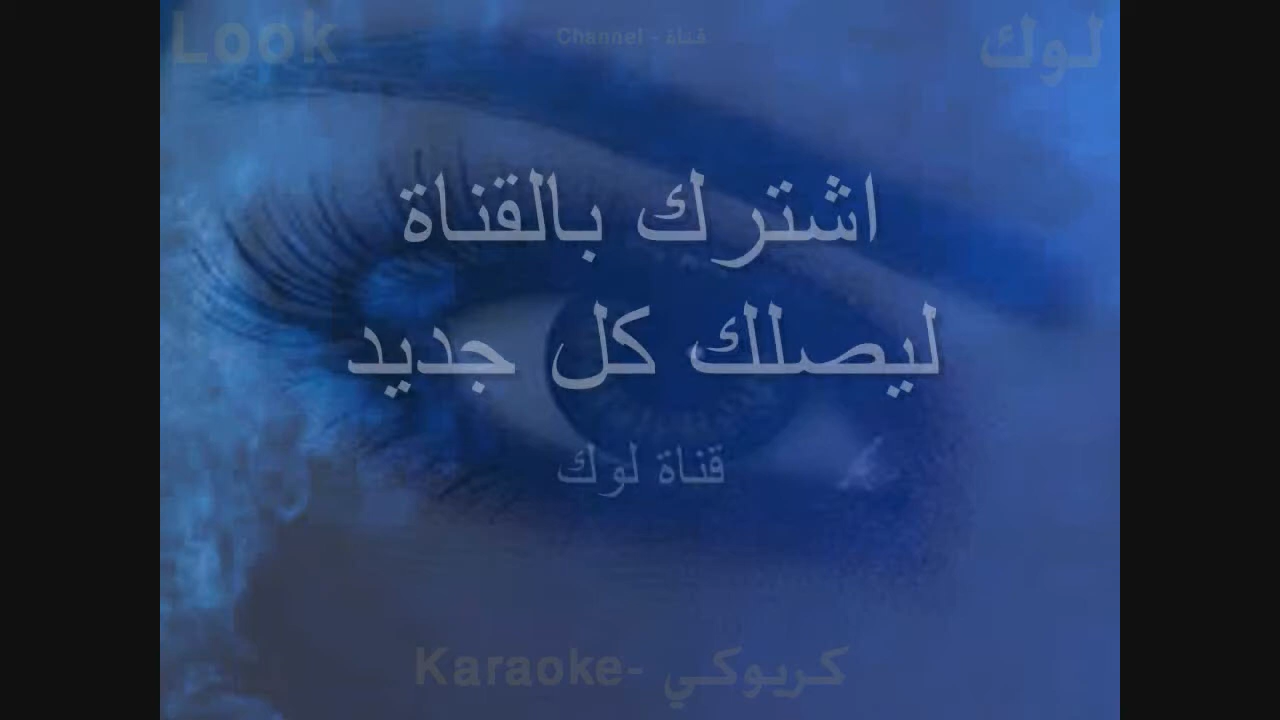 Look
Channel - قناة
لوك
اشترك بالقناة
ليصلك كل جديد
قناة لوك
Karaoke- كريوكي